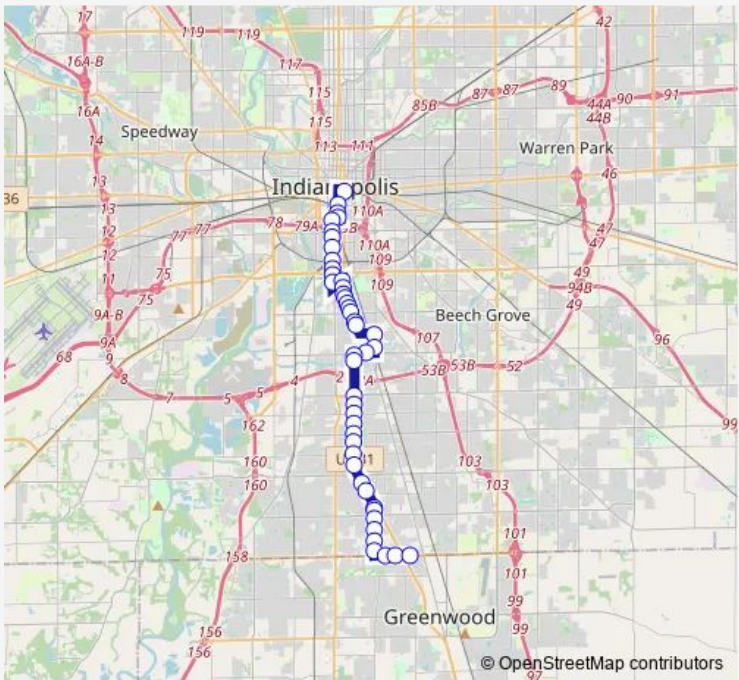 17
119
119
42
16A-B
117
16A
115
85B
87
87
89
90
91
44A
44B
Speedway
115
14
113
111
Warren Park
46
13
Indianapolis
36
13
110A
12
77
77
78
79A
B
12
110A
47
47
11
75
109
49
75
109
94B
49
9A-B
Beech Grove
96
68
9A
107
9
8
5
4
2
A
53B
53B
52
7
5
99
162
160
103
160
103
101
158
101
99
Greenwood
99
156
156
97
© OpenStreetMap contributors